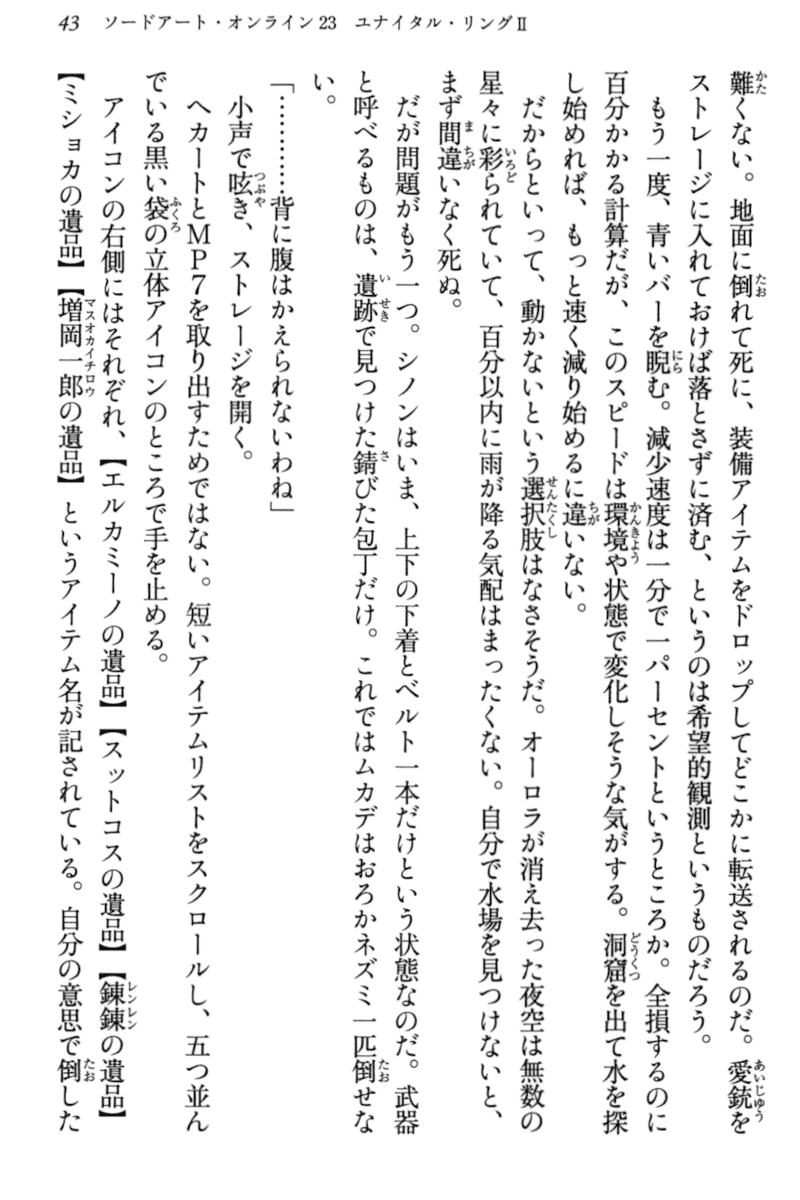 43 ソードアート・オンライン23 ユナイタル・リングⅡ
難くない。地面に倒れて死に、装備アイテムをドロップしてどこかに転送されるのだ。愛銃を
ストレージに入れておけば落とさずに済む、というのは希望的観測というものだろう。
もう一度、青いバーを睨む。減少速度は一分で一パーセントというところか。全損するのに
百分かかる計算だが、このスピードは環境や状態で変化しそうな気がする。洞窟を出て水を探
し始めれば、もっと速く減り始めるに違いない。
だからといって、動かないという選択肢はなさそうだ。オーロラが消え去った夜空は無数の
星々に彩られていて、百分以内に雨が降る気配はまったくない。自分で水場を見つけないと、
まず間違いなく死ぬ。
だが問題がもう一つ。シノンはいま、上下の下着とベルト一本だけという状態なのだ。武器
と呼べるものは、遺跡で見つけた錆びた包丁だけ。これではムカデはおろかネズミ一匹倒せな
い。
「……………背に腹はかえられないわね」
小声で呟き、ストレージを開く。
ヘカートとMP7を取り出すためではない。短いアイテムリストをスクロールし、五つ並ん
でいる黒い袋の立体アイコンのところで手を止める。
アイコンの右側にはそれぞれ、【エルカミーノの遺品】【スットコスの遺品】【錬錬の遺品】
【ミショカの遺品】【増岡一郎の遺品】というアイテム名が記されている。自分の意思で倒した